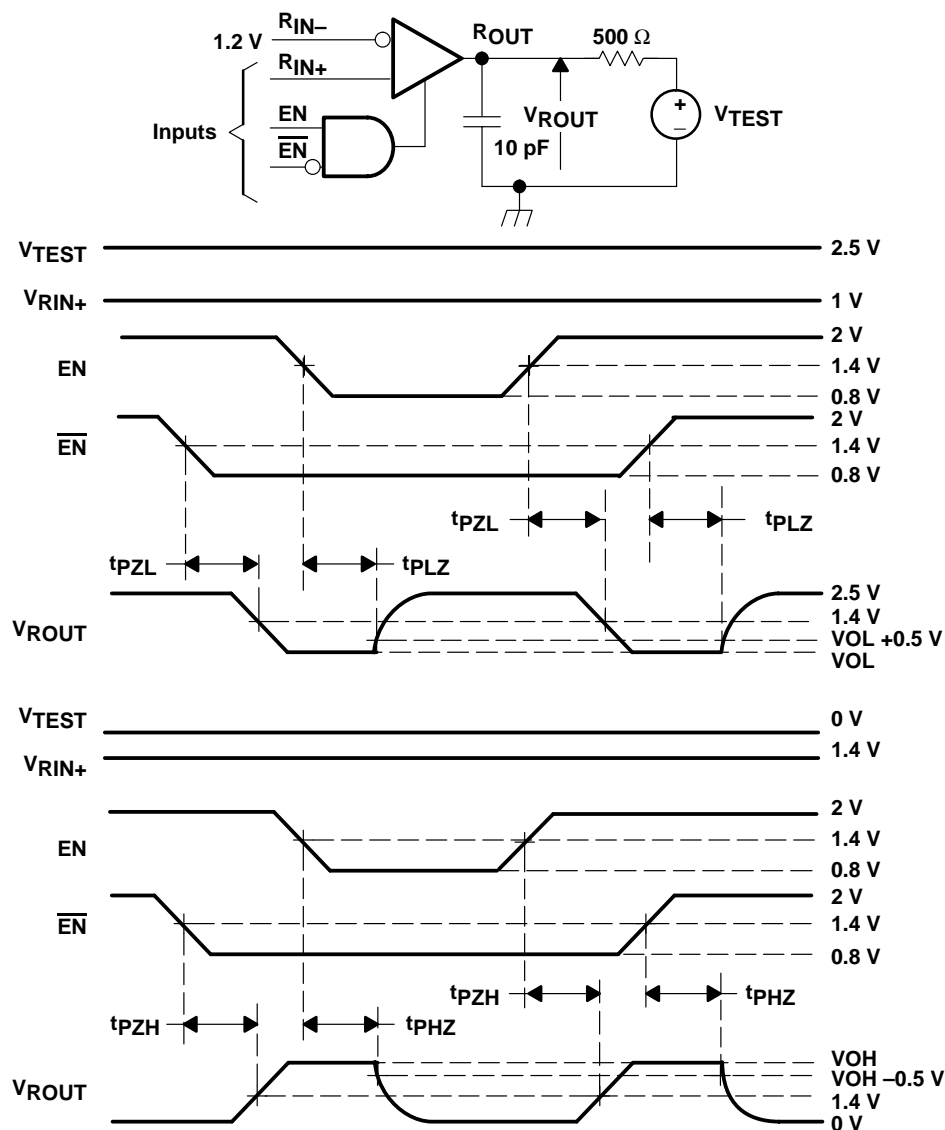 RIN–
1.2 V
RIN+
EN
Inputs
EN
ROUT
500 Ω
VROUT
10 pF
+
–
VTEST
VTEST 2.5 V
VRIN+ 1 V
EN 2 V
1.4 V
0.8 V
EN 2 V
1.4 V
0.8 V
tPZL tPLZ
tPZL tPLZ
VROUT 2.5 V
1.4 V
VOL +0.5 V
VOL
VTEST 0 V
VRIN+ 1.4 V
EN 2 V
1.4 V
0.8 V
EN 2 V
1.4 V
0.8 V
tPZH tPHZ
tPZH tPHZ
VROUT VOH
VOH –0.5 V
1.4 V
0 V